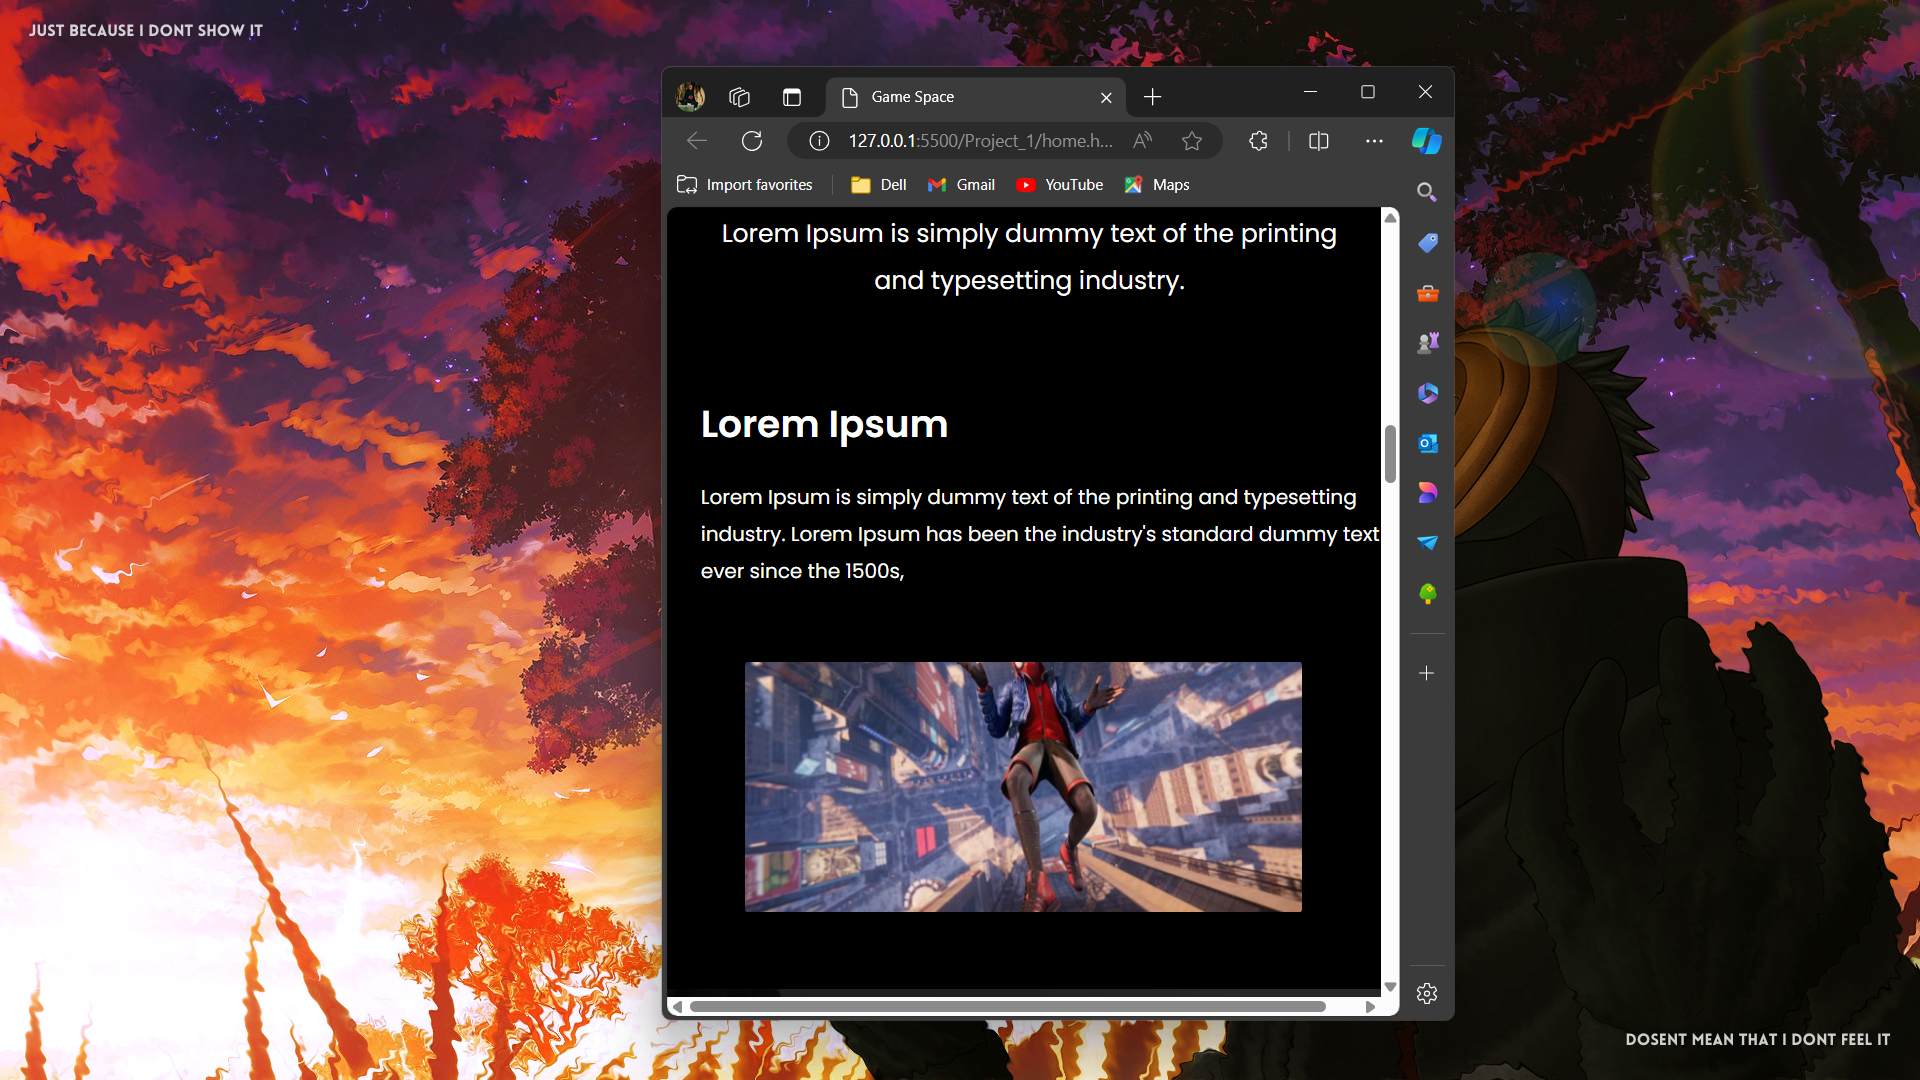 JUST BECAUSE I DONT SHOW IT
Game Space
127.0.0.1:5500/Project_1/home.h...
Import favorites
Dell
Gmail
YouTube
Maps
Lorem Ipsum is simply dummy text of the printing
and typesetting industry.
Lorem Ipsum
Lorem Ipsum is simply dummy text of the printing and typesetting
industry. Lorem Ipsum has been the industry's standard dummy text
ever since the 1500s,
DOSENT MEAN THAT I DONT FEEL IT